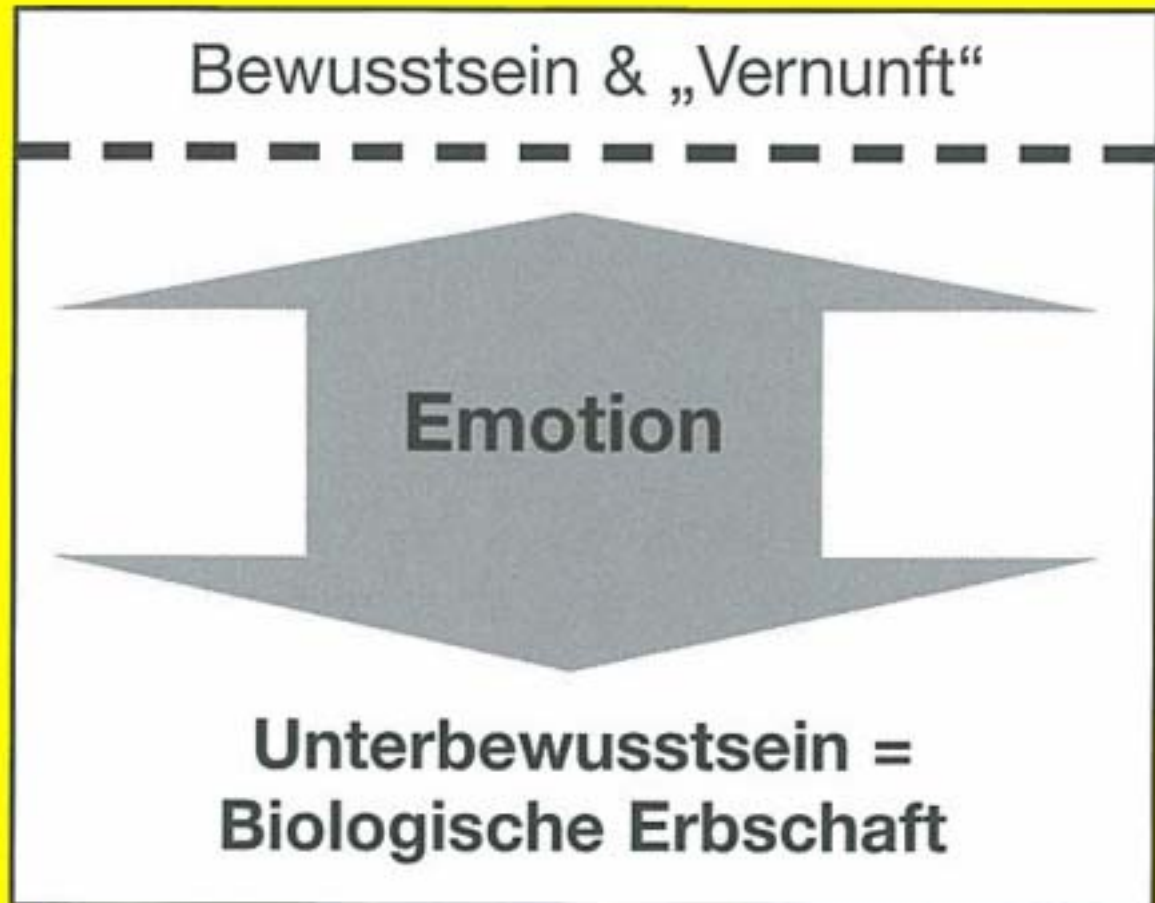 Bewusstsein & „Vernunft“
Emotion
Unterbewusstsein =
Biologische Erbschaft